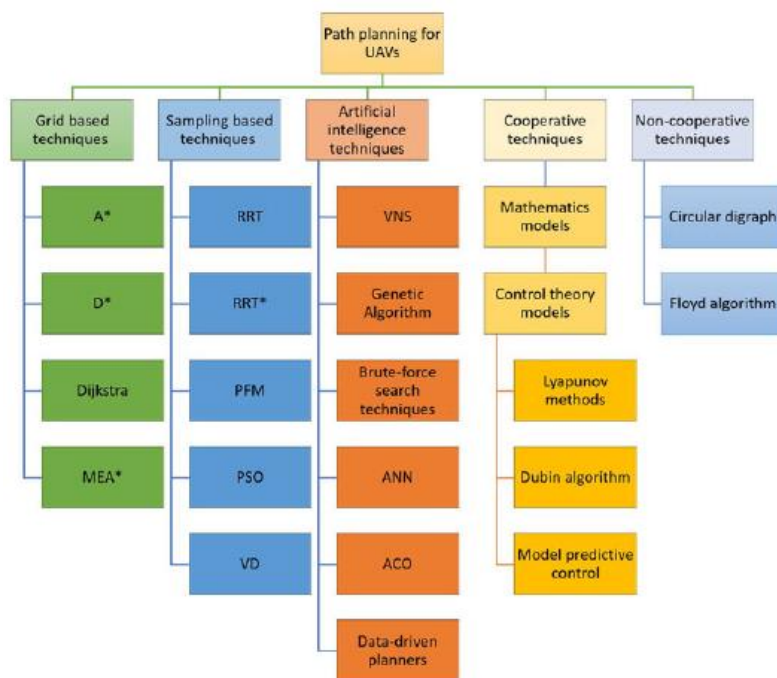 Path planning for
UAVs
Grid based
techniques
Sampling based
techniques
Artificial
intelligence
techniques
Cooperative
techniques
Non-cooperative
techniques
A*
RRT
VNS
Mathematics
models
Circular digraph
D*
RRT*
Genetic
Algorithm
Control theory
models
Floyd algorithm
Dijkstra
PFM
Brute-force
search
techniques
Lyapunov
methods
MEA*
PSO
ANN
Dubin algorithm
VD
ACO
Model predictive
control
Data-driven
planners